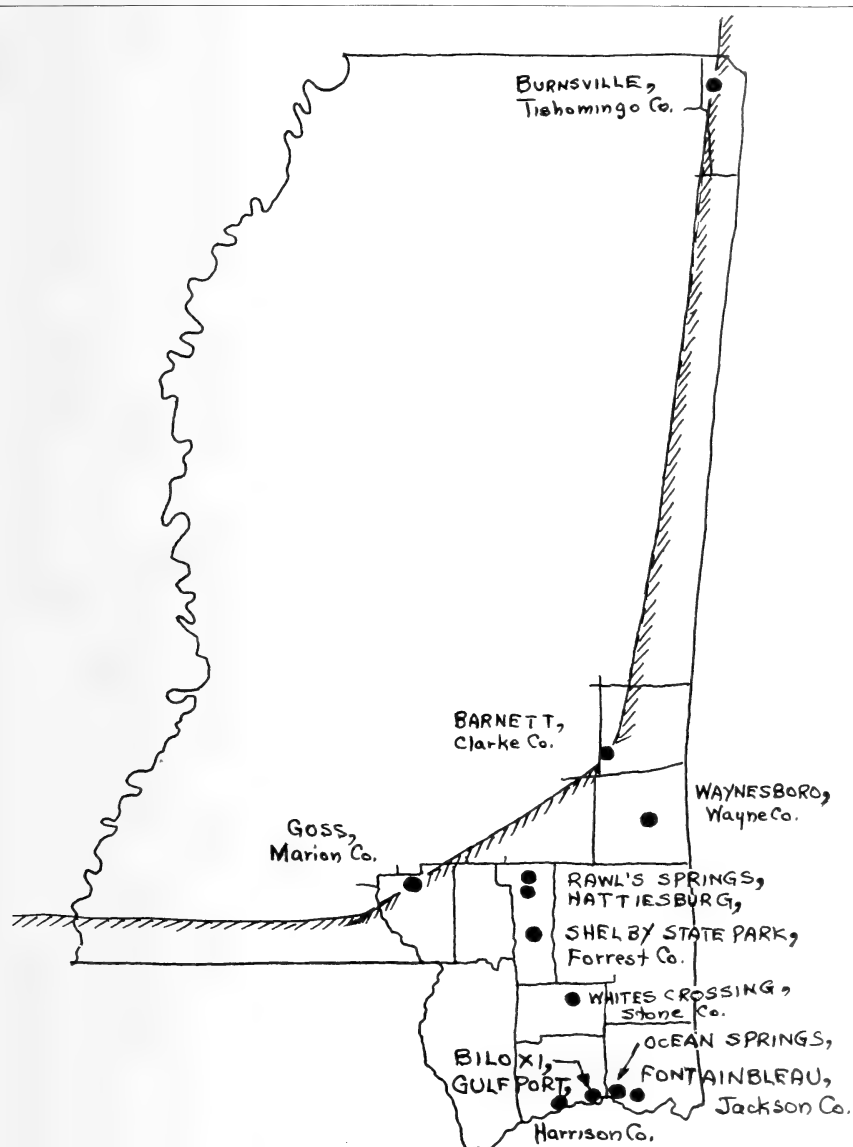 BURNSVILLE,
Tishomingo Co.
BARNETT,
Clarke Co.
WAYNESBORO,
Wayne Co.
GOSS,
Marion Co.
RAWL'S SPRINGS,
HATTIESBURG,
SHELBY STATE PARK,
Forrest Co.
WHITES CROSSING,
Stone Co.
OCEAN SPRINGS,
BILOXI,
GULFPORT,
FONTAINBLEAU,
Jackson Co.
Harrison Co.